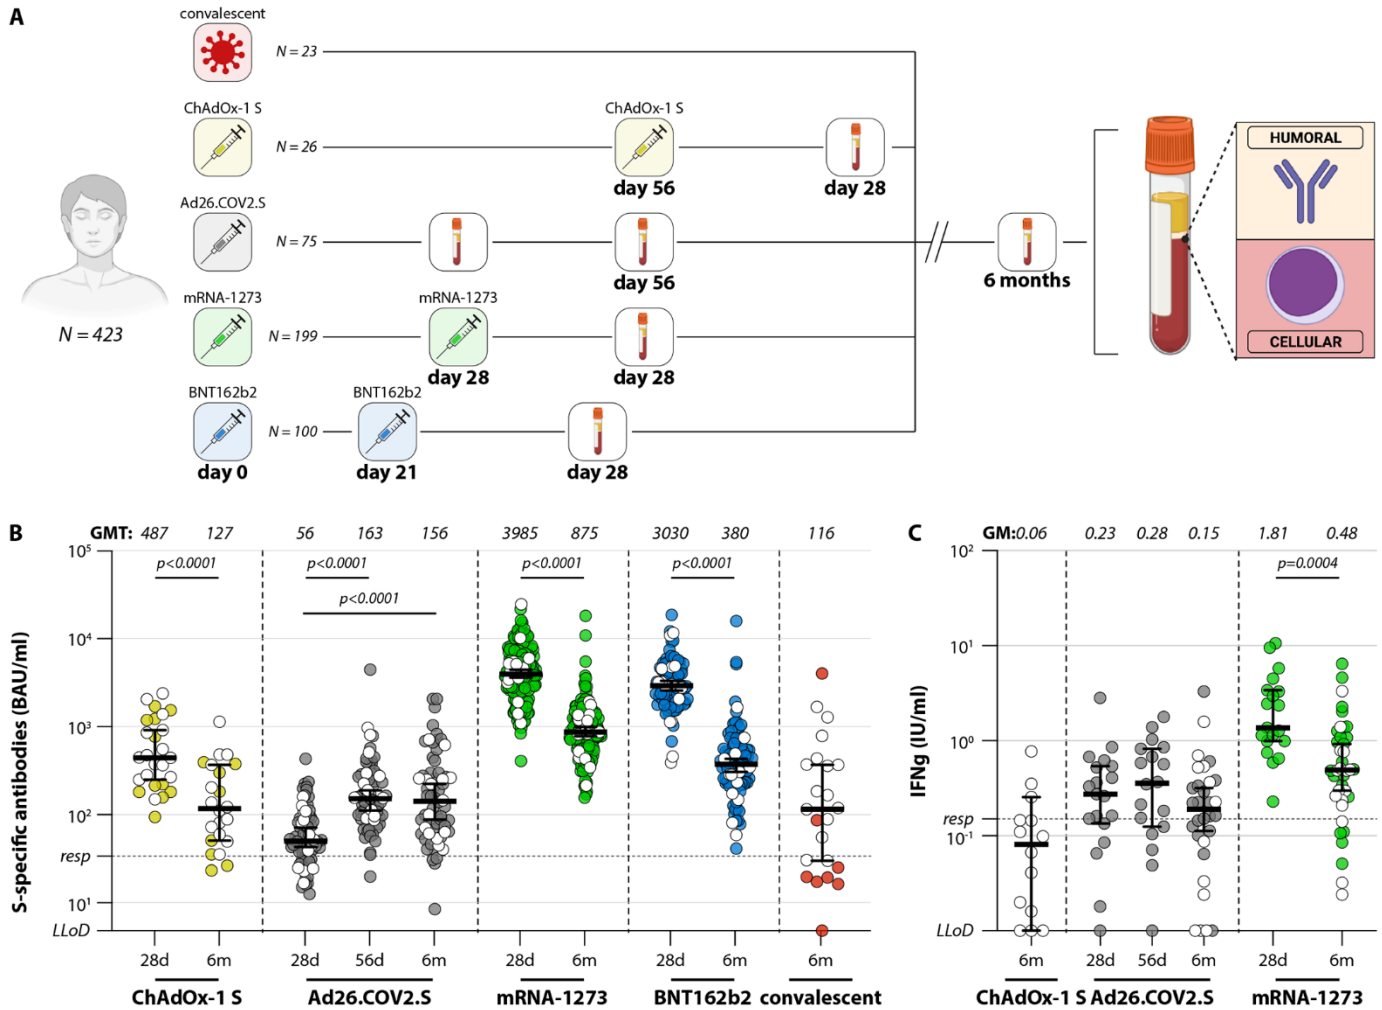 A
convalescent
N = 23
ChAdOx-1 S
ChAdOx-1 S
N = 26
day 56
day 28
HUMORAL
Ad26.COV2.S
N = 75
day 56
6 months
mRNA-1273
mRNA-1273
N = 423
N = 199
day 28
day 28
CELLULAR
BNT162b2
BNT162b2
N = 100
day 0
day 21
day 28
B
GMT: 487 127 56 163 156 3985 875 3030 380 116
p<0.0001 p<0.0001 p<0.0001 p<0.0001
p<0.0001
S-specific antibodies (BAU/ml)
10⁵
10⁴
10³
10²
resp
10¹
LLoD
28d 6m 28d 56d 6m 28d 6m 28d 6m 6m
ChAdOx-1 S Ad26.COV2.S mRNA-1273 BNT162b2 convalescent
C
GM: 0.06 0.23 0.28 0.15 1.81 0.48
p=0.0004
IFNg (IU/ml)
10²
10¹
10⁰
resp
10⁻¹
LLoD
6m 28d 56d 6m 28d 6m
ChAdOx-1 S Ad26.COV2.S mRNA-1273